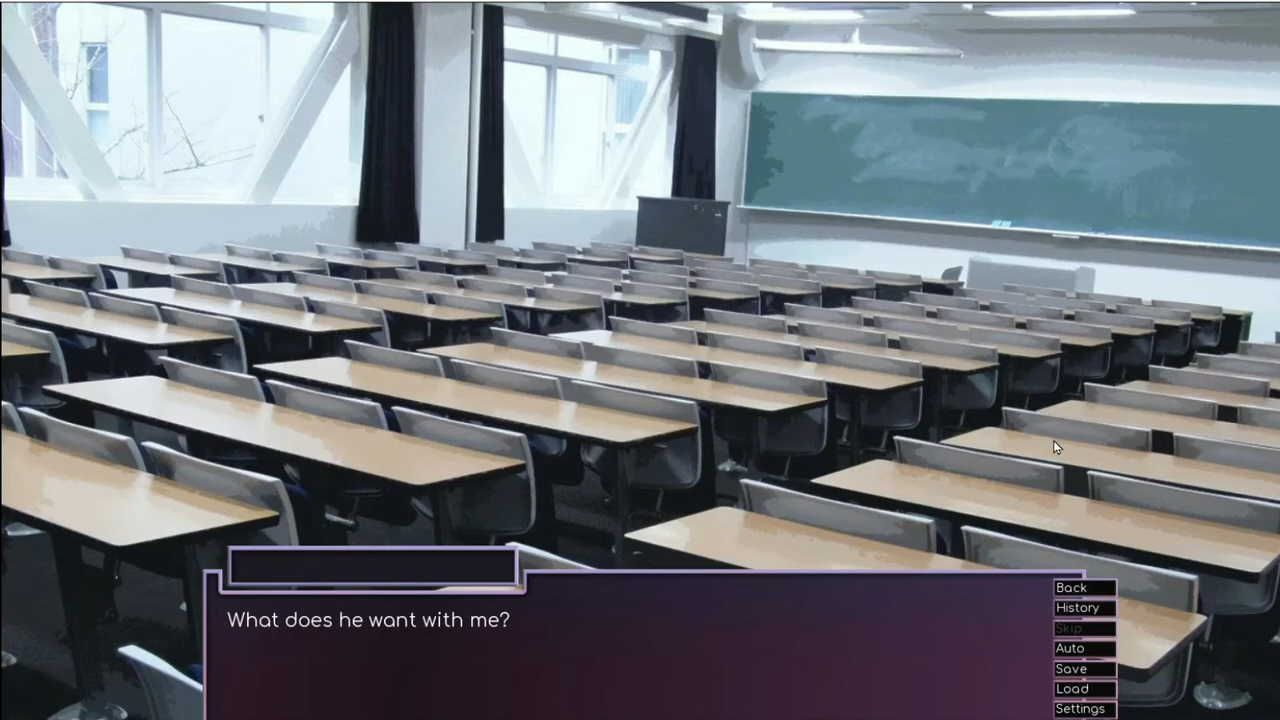 What does he want with me?
Back
History
Skip
Auto
Save
Load
Settings